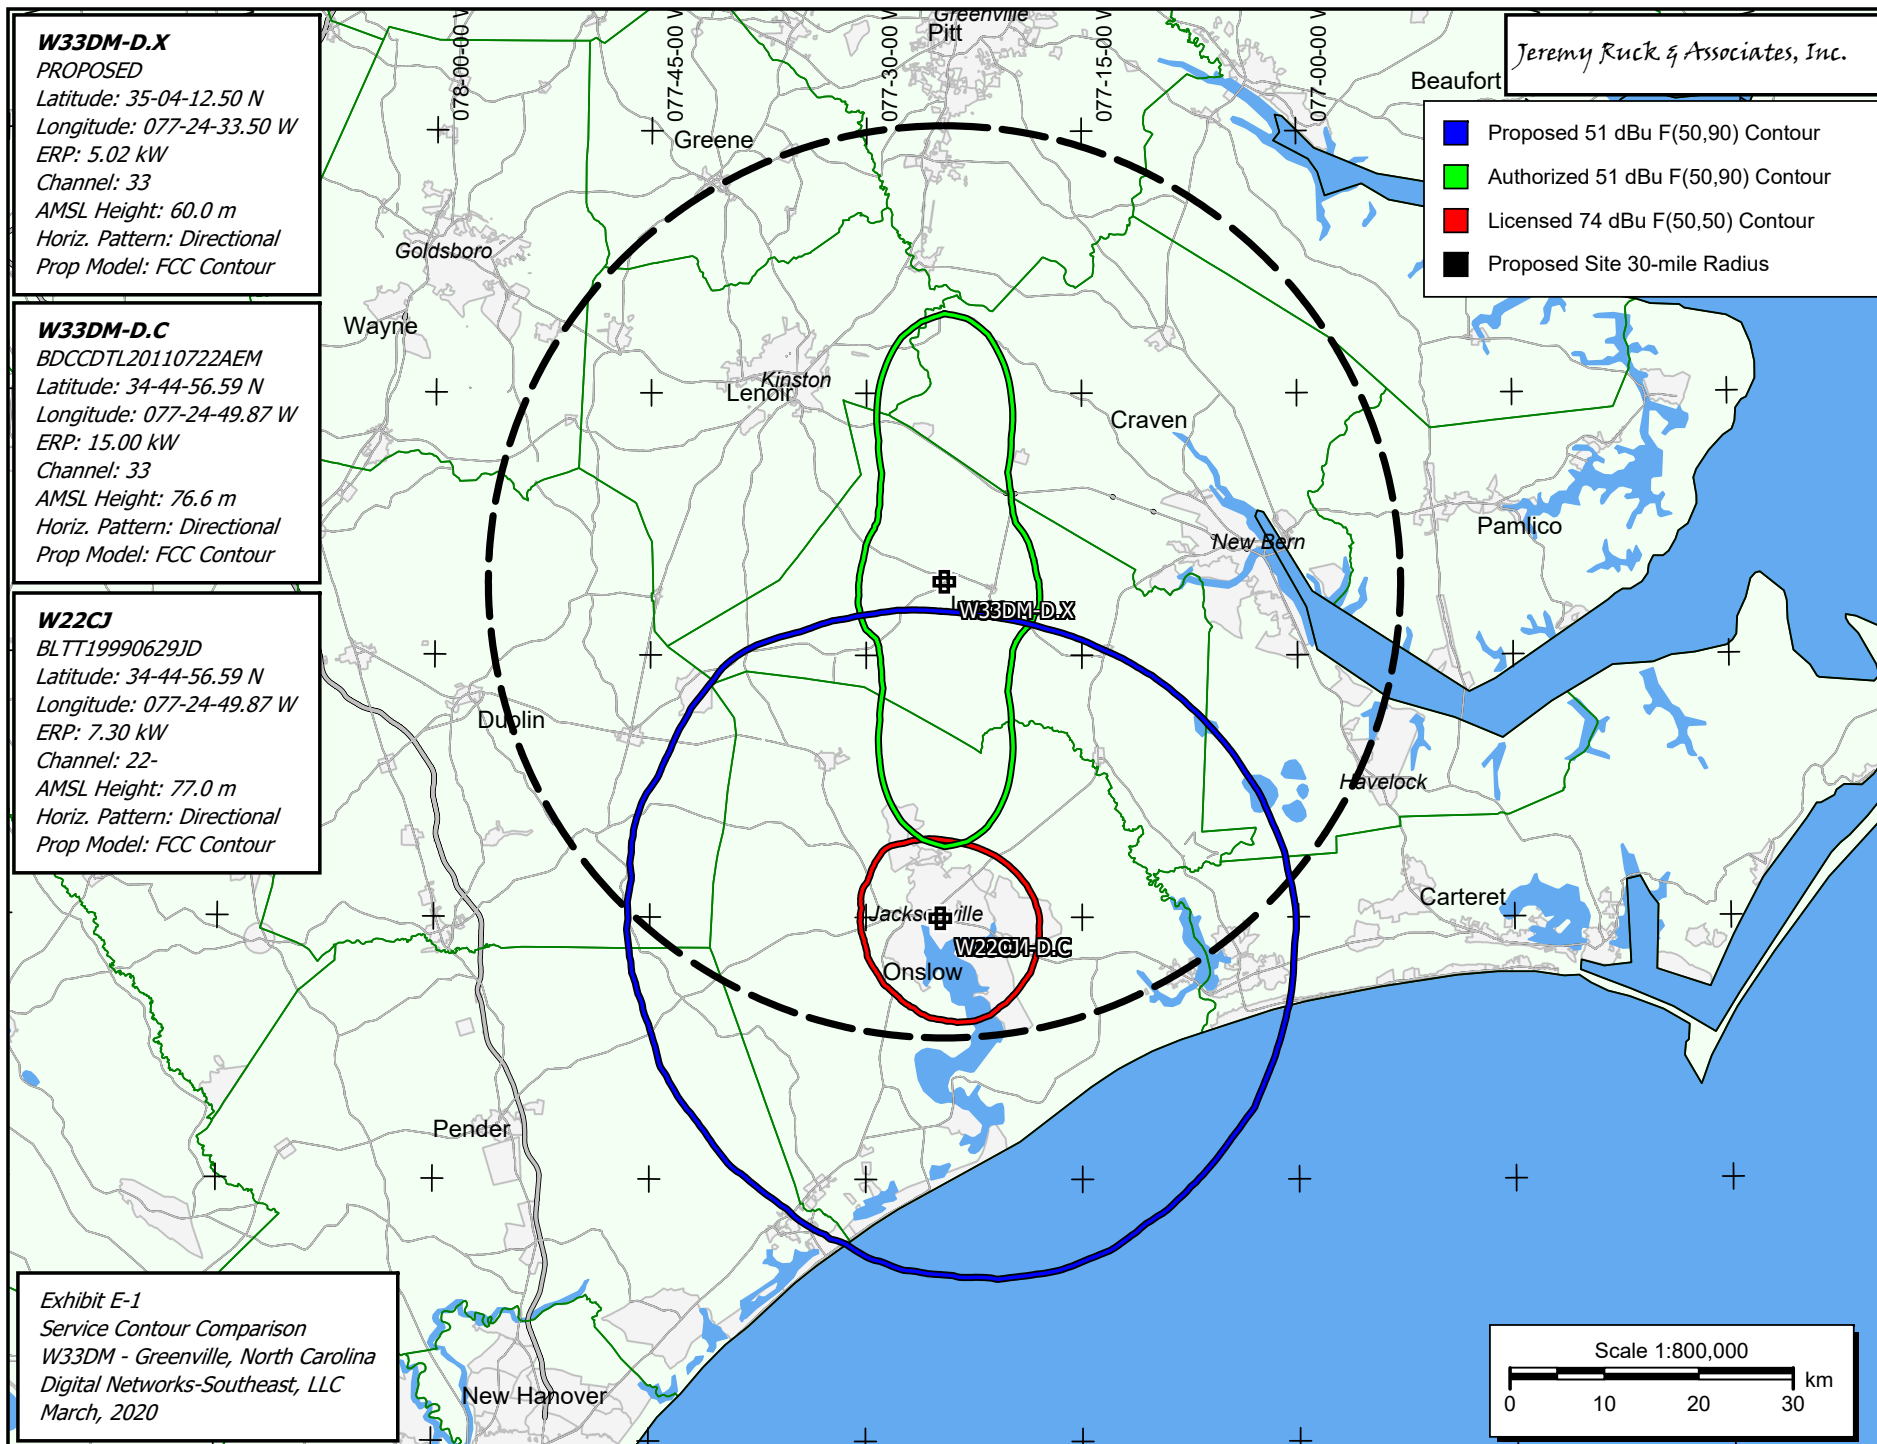 W33DM-D.X
PROPOSED
Latitude: 35-04-12.50 N
Longitude: 077-24-33.50 W
ERP: 5.02 kW
Channel: 33
AMSL Height: 60.0 m
Horiz. Pattern: Directional
Prop Model: FCC Contour
W33DM-D.C
BDCCDTL20110722AEM
Latitude: 34-44-56.59 N
Longitude: 077-24-49.87 W
ERP: 15.00 kW
Channel: 33
AMSL Height: 76.6 m
Horiz. Pattern: Directional
Prop Model: FCC Contour
W22CJ
BLTT19990629JD
Latitude: 34-44-56.59 N
Longitude: 077-24-49.87 W
ERP: 7.30 kW
Channel: 22-
AMSL Height: 77.0 m
Horiz. Pattern: Directional
Prop Model: FCC Contour
Exhibit E-1
Service Contour Comparison
W33DM - Greenville, North Carolina
Digital Networks-Southeast, LLC
March, 2020
078-00-00 W
077-45-00 W
077-30-00 W
077-15-00 W
077-00-00 W
Jeremy Ruck & Associates, Inc.
Proposed 51 dBu F(50,90) Contour
Authorized 51 dBu F(50,90) Contour
Licensed 74 dBu F(50,50) Contour
Proposed Site 30-mile Radius
Greenville
Pitt
Beaufort
Greene
Goldsboro
Wayne
Kinston
Lenoir
Craven
Pamlico
New Bern
W33DM-D.X
Duplin
Havelock
Carteret
Jacksonville
W22CJ
Onslow
Pender
New Hanover
Scale 1:800,000
km
0 10 20 30